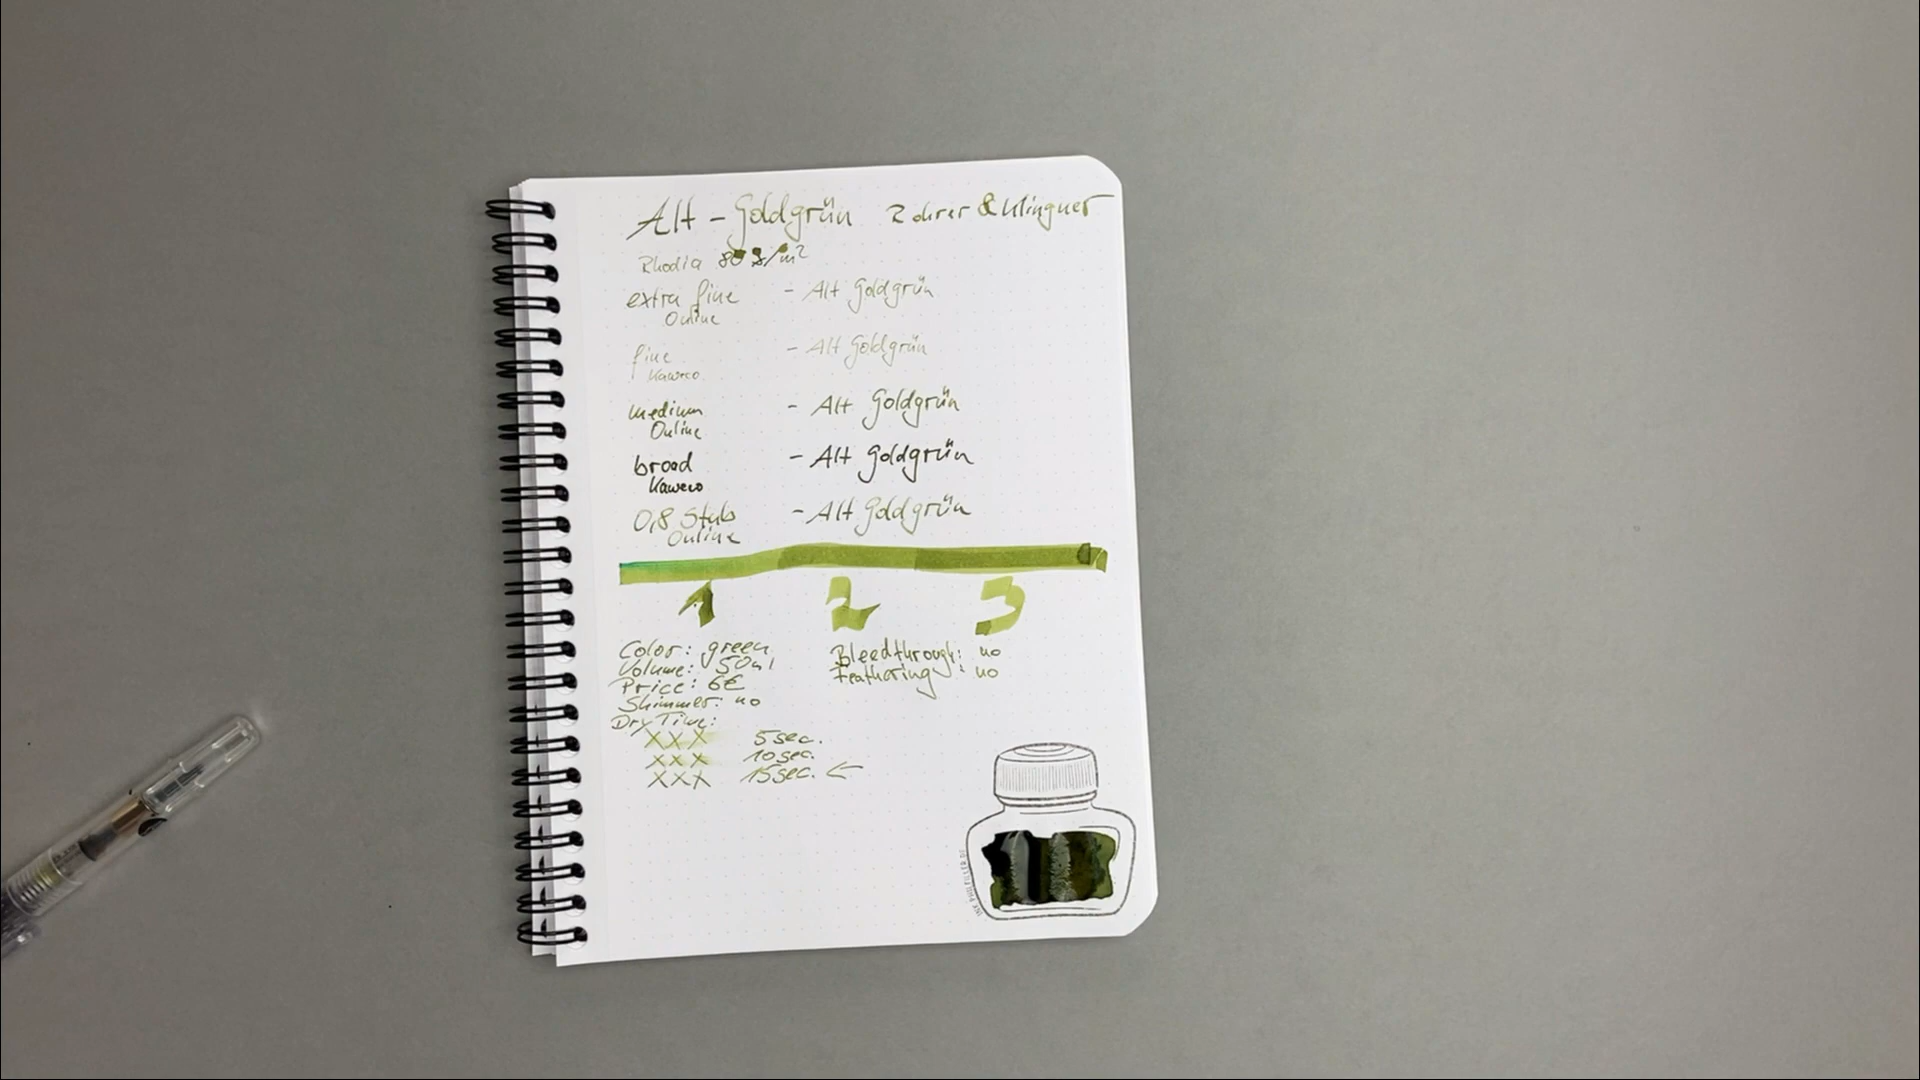 Alt - Goldgrün Rohrer & Klingner
Rhodia 80 g/m²
extra fine - Alt Goldgrün
Online
fine - Alt Goldgrün
Kaweco
medium - Alt Goldgrün
Online
broad - Alt Goldgrün
Kaweco
0,8 Stub - Alt Goldgrün
Online
1 2 3
Color: green
Volume: 50ml
Price: 6€
Shimmer: no
Dry Time:
XXX 5sec.
XXX 10sec.
XXX 15sec. ←
Bleedthrough: no
Feathering: no